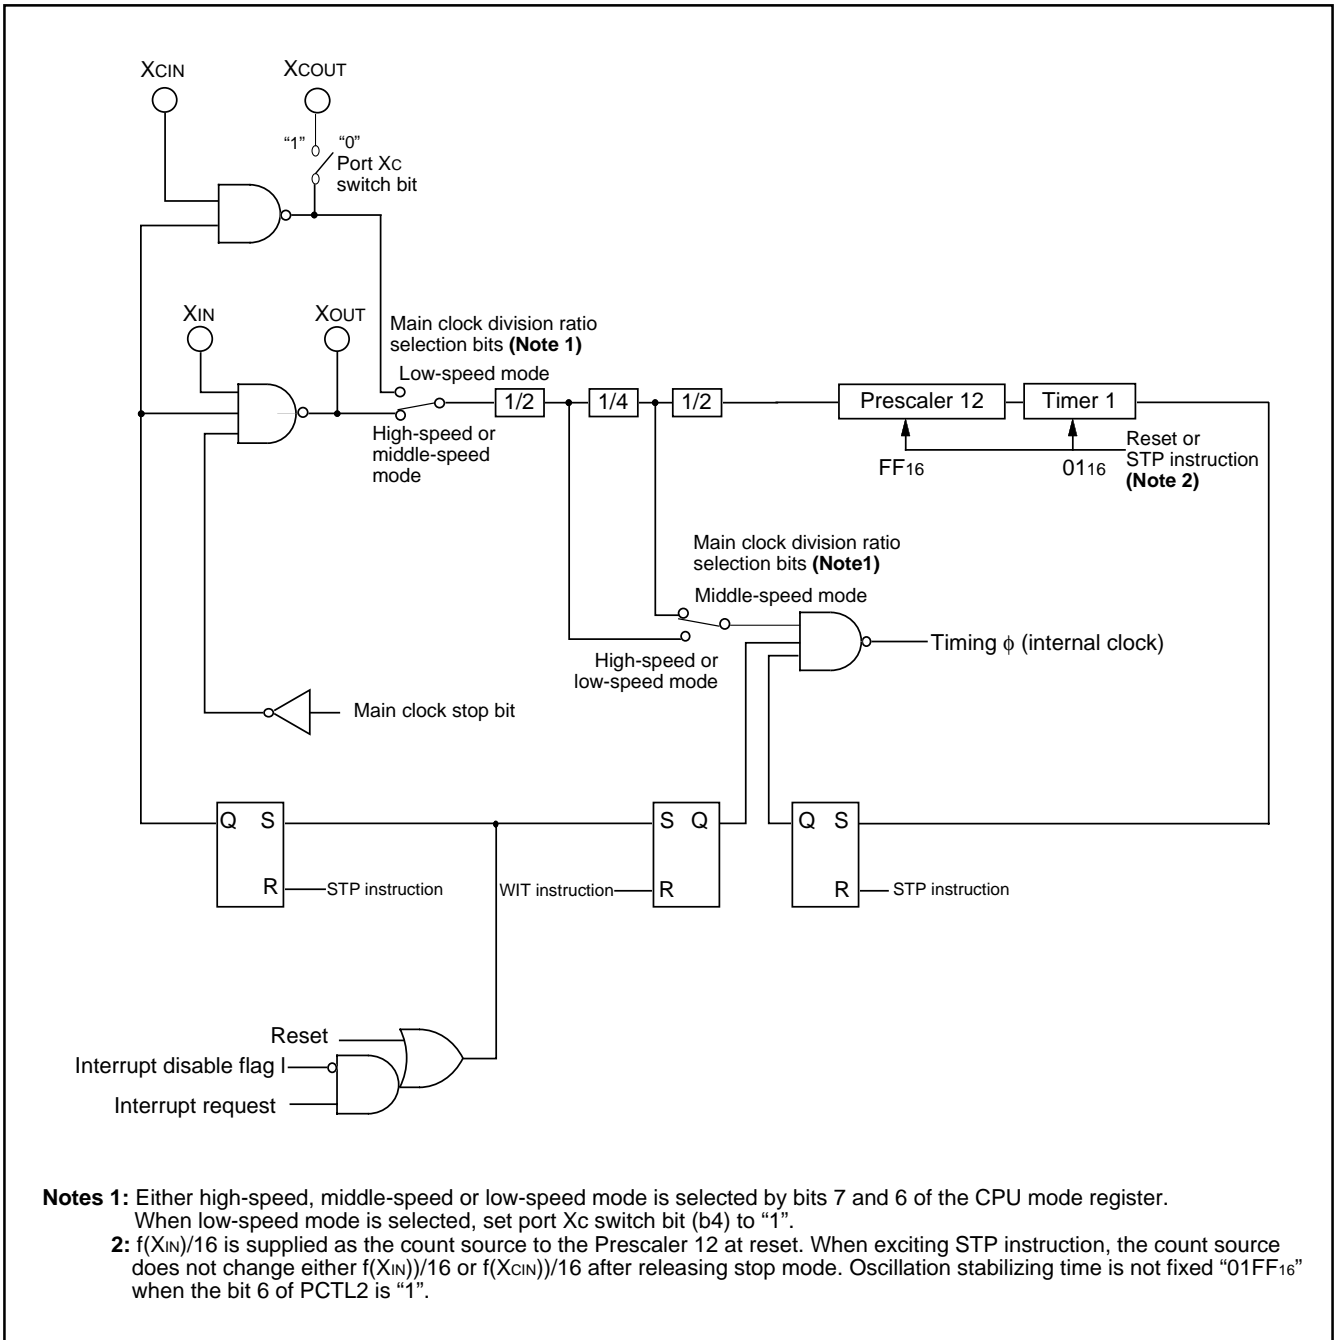 XCIN
XCOUT
“1” “0”
Port XC
switch bit
XIN
XOUT
Main clock division ratio
selection bits (Note 1)
Low-speed mode
1/2
1/4
1/2
Prescaler 12
Timer 1
High-speed or
middle-speed
mode
FF16
0116
Reset or
STP instruction
(Note 2)
Main clock division ratio
selection bits (Note1)
Middle-speed mode
Timing ϕ (internal clock)
High-speed or
low-speed mode
Main clock stop bit
Q S
S Q
Q S
R
STP instruction
WIT instruction
R
R
STP instruction
Reset
Interrupt disable flag I
Interrupt request
Notes 1: Either high-speed, middle-speed or low-speed mode is selected by bits 7 and 6 of the CPU mode register.
When low-speed mode is selected, set port Xc switch bit (b4) to “1”.
2: f(XIN)/16 is supplied as the count source to the Prescaler 12 at reset. When exciting STP instruction, the count source
does not change either f(XIN))/16 or f(XCIN))/16 after releasing stop mode. Oscillation stabilizing time is not fixed “01FF16”
when the bit 6 of PCTL2 is “1”.